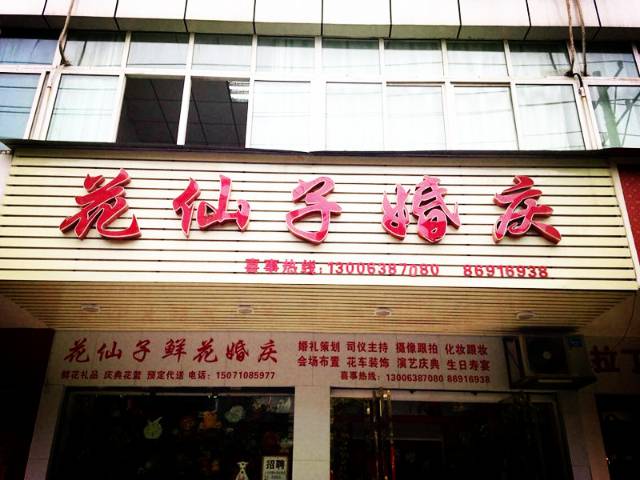 花仙子婚庆
喜事热线:13006387080 86916938
花仙子鲜花婚庆
鲜花礼品 庆典花篮 预定代送 电话:15071085977
婚礼策划 司仪主持 摄像跟拍 化妆跟妆
会场布置 花车装饰 演艺庆典 生日寿宴
喜事热线:13006387080 86916938
招聘
拉丁